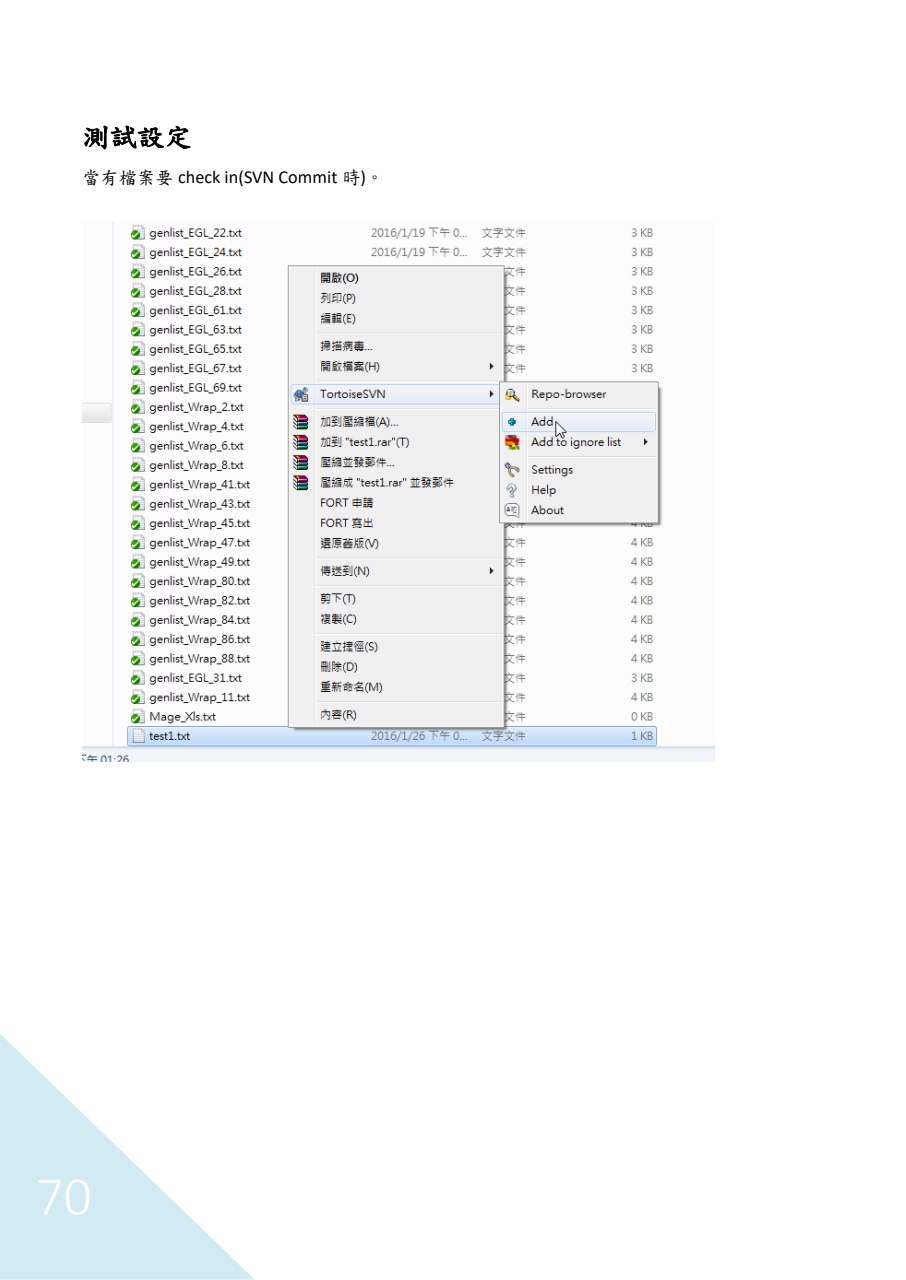 測試設定
當有檔案要 check in(SVN Commit 時)。
genlist_EGL_22.txt 2016/1/19 下午 0... 文字文件 3 KB
genlist_EGL_24.txt 2016/1/19 下午 0... 文字文件 3 KB
genlist_EGL_26.txt 文件 3 KB
genlist_EGL_28.txt 文件 3 KB
genlist_EGL_61.txt 文件 3 KB
genlist_EGL_63.txt 文件 3 KB
genlist_EGL_65.txt 文件 3 KB
genlist_EGL_67.txt 文件 3 KB
genlist_EGL_69.txt
genlist_Wrap_2.txt
genlist_Wrap_4.txt
genlist_Wrap_6.txt
genlist_Wrap_8.txt
genlist_Wrap_41.txt
genlist_Wrap_43.txt
genlist_Wrap_45.txt 文件 4 KB
genlist_Wrap_47.txt 文件 4 KB
genlist_Wrap_49.txt 文件 4 KB
genlist_Wrap_80.txt 文件 4 KB
genlist_Wrap_82.txt 文件 4 KB
genlist_Wrap_84.txt 文件 4 KB
genlist_Wrap_86.txt 文件 4 KB
genlist_Wrap_88.txt 文件 4 KB
genlist_EGL_31.txt 文件 3 KB
genlist_Wrap_11.txt 文件 4 KB
Mage_Xls.txt 文件 0 KB
test1.txt 2016/1/26 下午 0... 文字文件 1 KB
下午 01:26
開啟(O)
列印(P)
編輯(E)
掃描病毒...
開啟檔案(H)
TortoiseSVN
加到壓縮檔(A)...
加到 "test1.rar"(T)
壓縮並發郵件...
壓縮成 "test1.rar" 並發郵件
FORT 申請
FORT 寫出
還原舊版(V)
傳送到(N)
剪下(T)
複製(C)
建立捷徑(S)
刪除(D)
重新命名(M)
內容(R)
Repo-browser
Add
Add to ignore list
Settings
Help
About
70